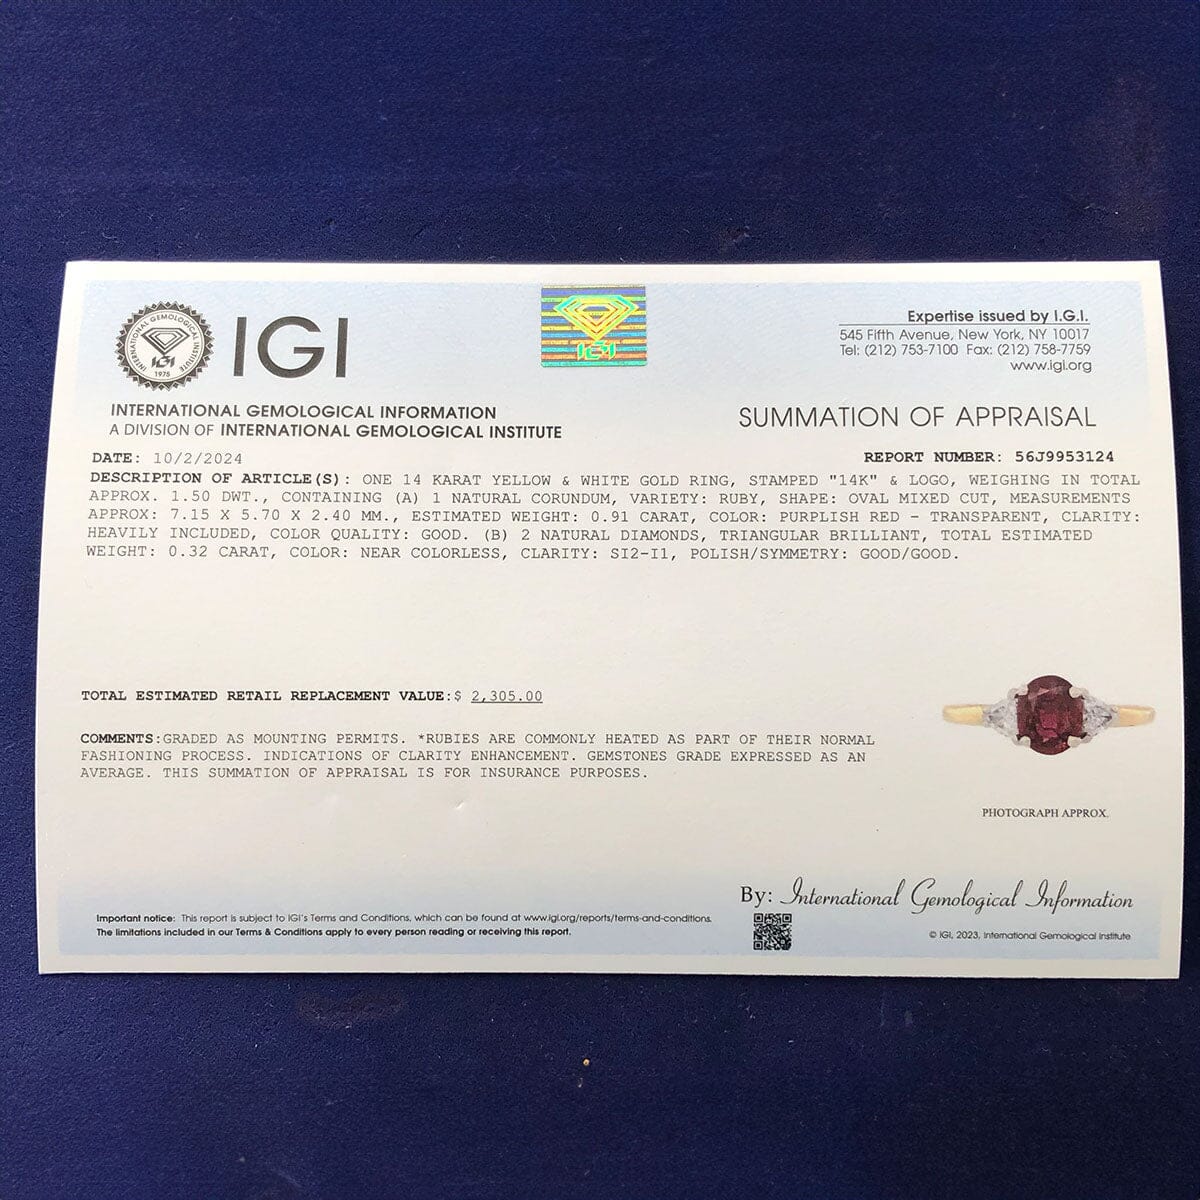 INTERNATIONAL GEMOLOGICAL INSTITUTE
IGI
1975
IGI
IGI
Expertise issued by I.G.I.
545 Fifth Avenue, New York, NY 10017
Tel: (212) 753-7100 Fax: (212) 758-7759
www.igi.org
INTERNATIONAL GEMOLOGICAL INFORMATION
A DIVISION OF INTERNATIONAL GEMOLOGICAL INSTITUTE
SUMMATION OF APPRAISAL
DATE: 10/2/2024
REPORT NUMBER: 56J9953124
DESCRIPTION OF ARTICLE(S): ONE 14 KARAT YELLOW & WHITE GOLD RING, STAMPED "14K" & LOGO, WEIGHING IN TOTAL
APPROX. 1.50 DWT., CONTAINING (A) 1 NATURAL CORUNDUM, VARIETY: RUBY, SHAPE: OVAL MIXED CUT, MEASUREMENTS
APPROX: 7.15 X 5.70 X 2.40 MM., ESTIMATED WEIGHT: 0.91 CARAT, COLOR: PURPLISH RED - TRANSPARENT, CLARITY:
HEAVILY INCLUDED, COLOR QUALITY: GOOD. (B) 2 NATURAL DIAMONDS, TRIANGULAR BRILLIANT, TOTAL ESTIMATED
WEIGHT: 0.32 CARAT, COLOR: NEAR COLORLESS, CLARITY: SI2-I1, POLISH/SYMMETRY: GOOD/GOOD.
TOTAL ESTIMATED RETAIL REPLACEMENT VALUE:$ 2,305.00
COMMENTS:GRADED AS MOUNTING PERMITS. *RUBIES ARE COMMONLY HEATED AS PART OF THEIR NORMAL
FASHIONING PROCESS. INDICATIONS OF CLARITY ENHANCEMENT. GEMSTONES GRADE EXPRESSED AS AN
AVERAGE. THIS SUMMATION OF APPRAISAL IS FOR INSURANCE PURPOSES.
PHOTOGRAPH APPROX.
By: International Gemological Information
Important notice: This report is subject to IGI's Terms and Conditions, which can be found at www.igi.org/reports/terms-and-conditions.
The limitations included in our Terms & Conditions apply to every person reading or receiving this report.
© IGI, 2023, International Gemological Institute